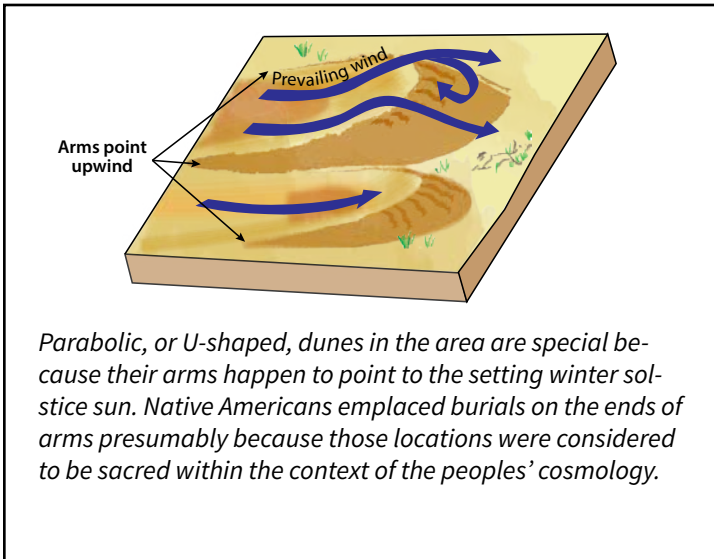 Prevailing wind
Arms point
upwind
Parabolic, or U-shaped, dunes in the area are special be-
cause their arms happen to point to the setting winter sol-
stice sun. Native Americans emplaced burials on the ends of
arms presumably because those locations were considered
to be sacred within the context of the peoples’ cosmology.